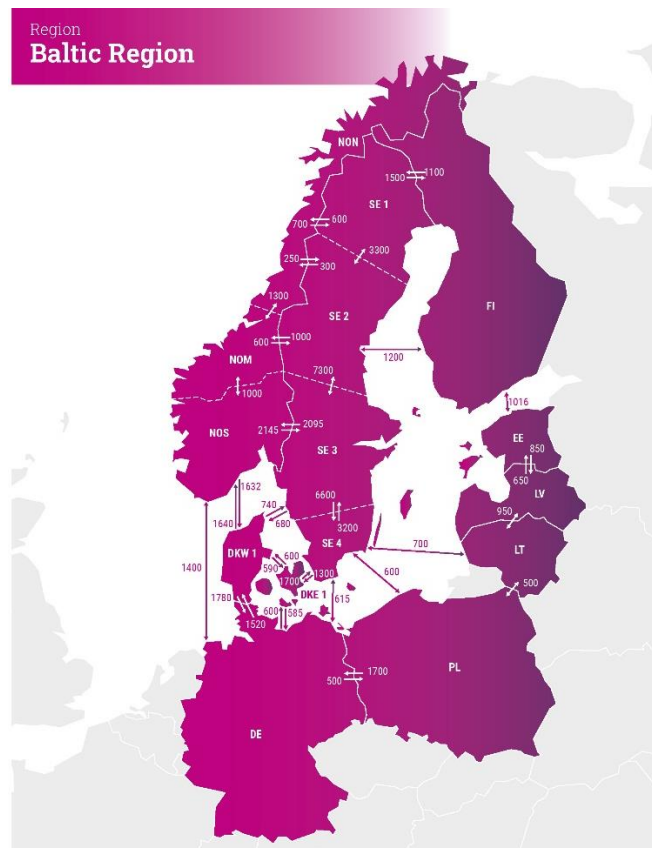 Region
Baltic Region
NON
1500
1100
SE 1
700
600
3300
250
300
FI
1300
SE 2
NOM
600
1000
1200
7300
1000
1016
NOS
2145
2095
EE
850
SE 3
650
LV
1632
740
6600
950
1640
680
3200
LT
DKW 1
SE 4
700
600
590
1400
1700
1300
600
500
DKE 1
1780
600
585
615
1520
1700
500
PL
DE